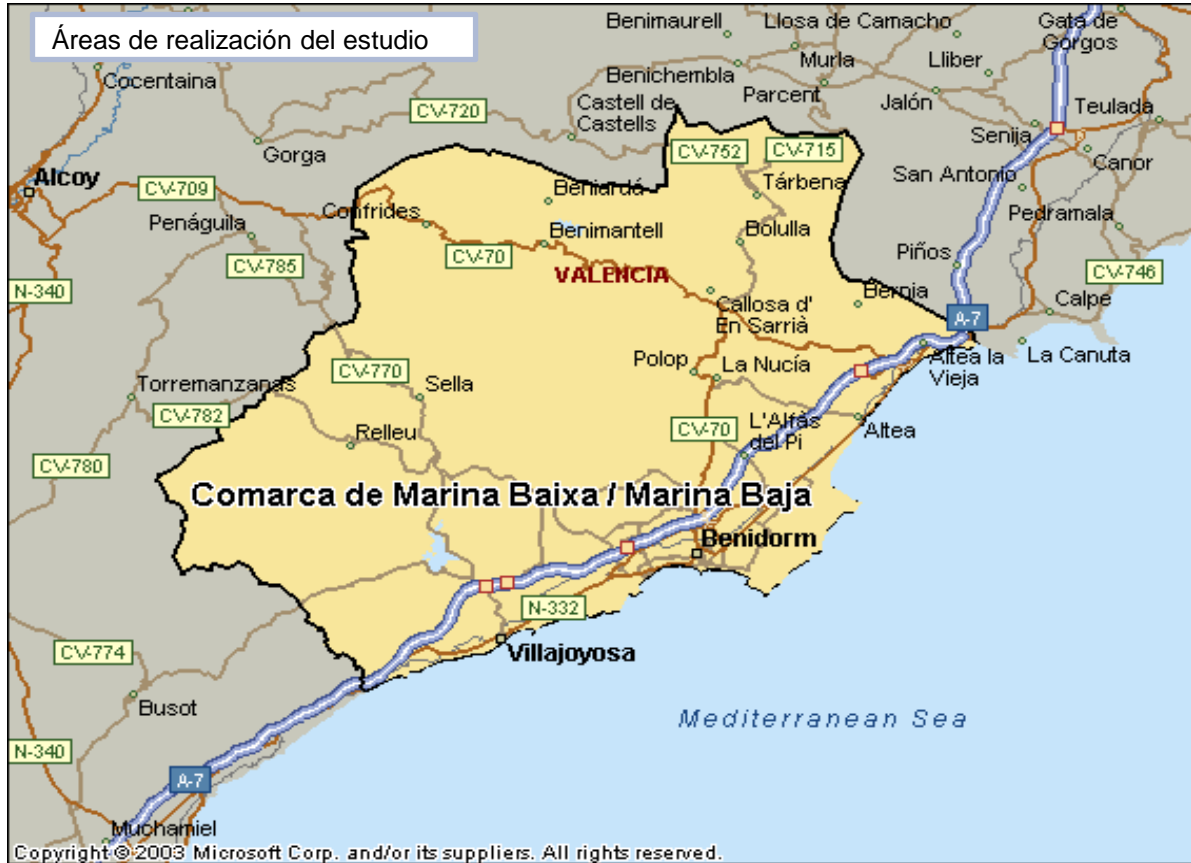 Áreas de realización del estudio
Benimaurell
Llosa de Camacho
Gata de
Gorgos
Cocentaina
Benichembla
Murla
Llíber
Castell de
Castells
Parcent
Jalón
Teulada
CV-720
Gorga
CV-752
CV-715
Senija
Canor
Alcoy
CV-709
Beniardá
Tárbena
San Antonio
Confrides
Penáguila
Benimantell
Bolulla
Pedramala
CV-785
CV-70
VALENCIA
Piños
CV-746
N-340
Callosa d'
En Sarrià
Bernia
Calpe
A-7
Polop
La Nucía
Altea la
Vieja
La Canuta
CV-770
Torremanzanas
Sella
CV-782
Relleu
CV-70
L'Alfàs
del Pi
Altea
CV-780
Comarca de Marina Baixa / Marina Baja
Benidorm
N-332
CV-774
Villajoyosa
Busot
Mediterranean Sea
N-340
A-7
Muchamiel
Copyright © 2003 Microsoft Corp. and/or its suppliers. All rights reserved.